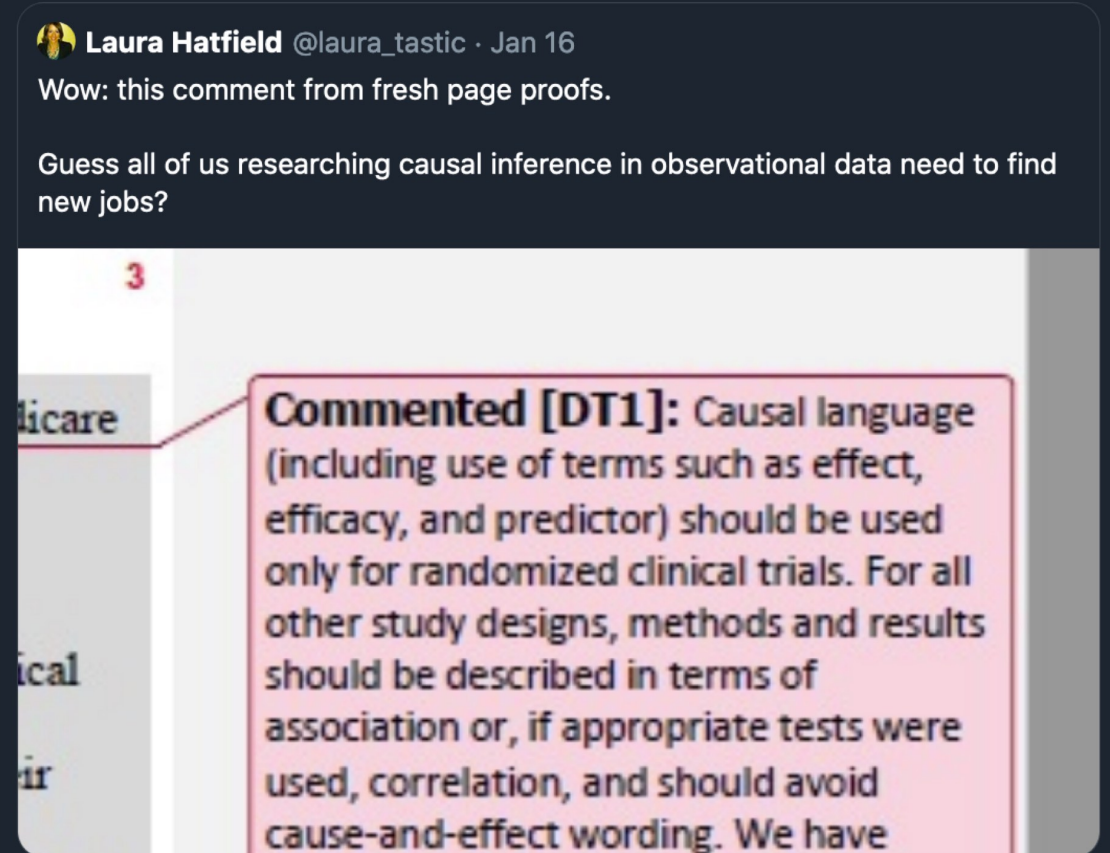 Laura Hatfield @laura_tastic · Jan 16
Wow: this comment from fresh page proofs.
Guess all of us researching causal inference in observational data need to find
new jobs?
3
licare
ical
ir
Commented [DT1]: Causal language
(including use of terms such as effect,
efficacy, and predictor) should be used
only for randomized clinical trials. For all
other study designs, methods and results
should be described in terms of
association or, if appropriate tests were
used, correlation, and should avoid
cause-and-effect wording. We have